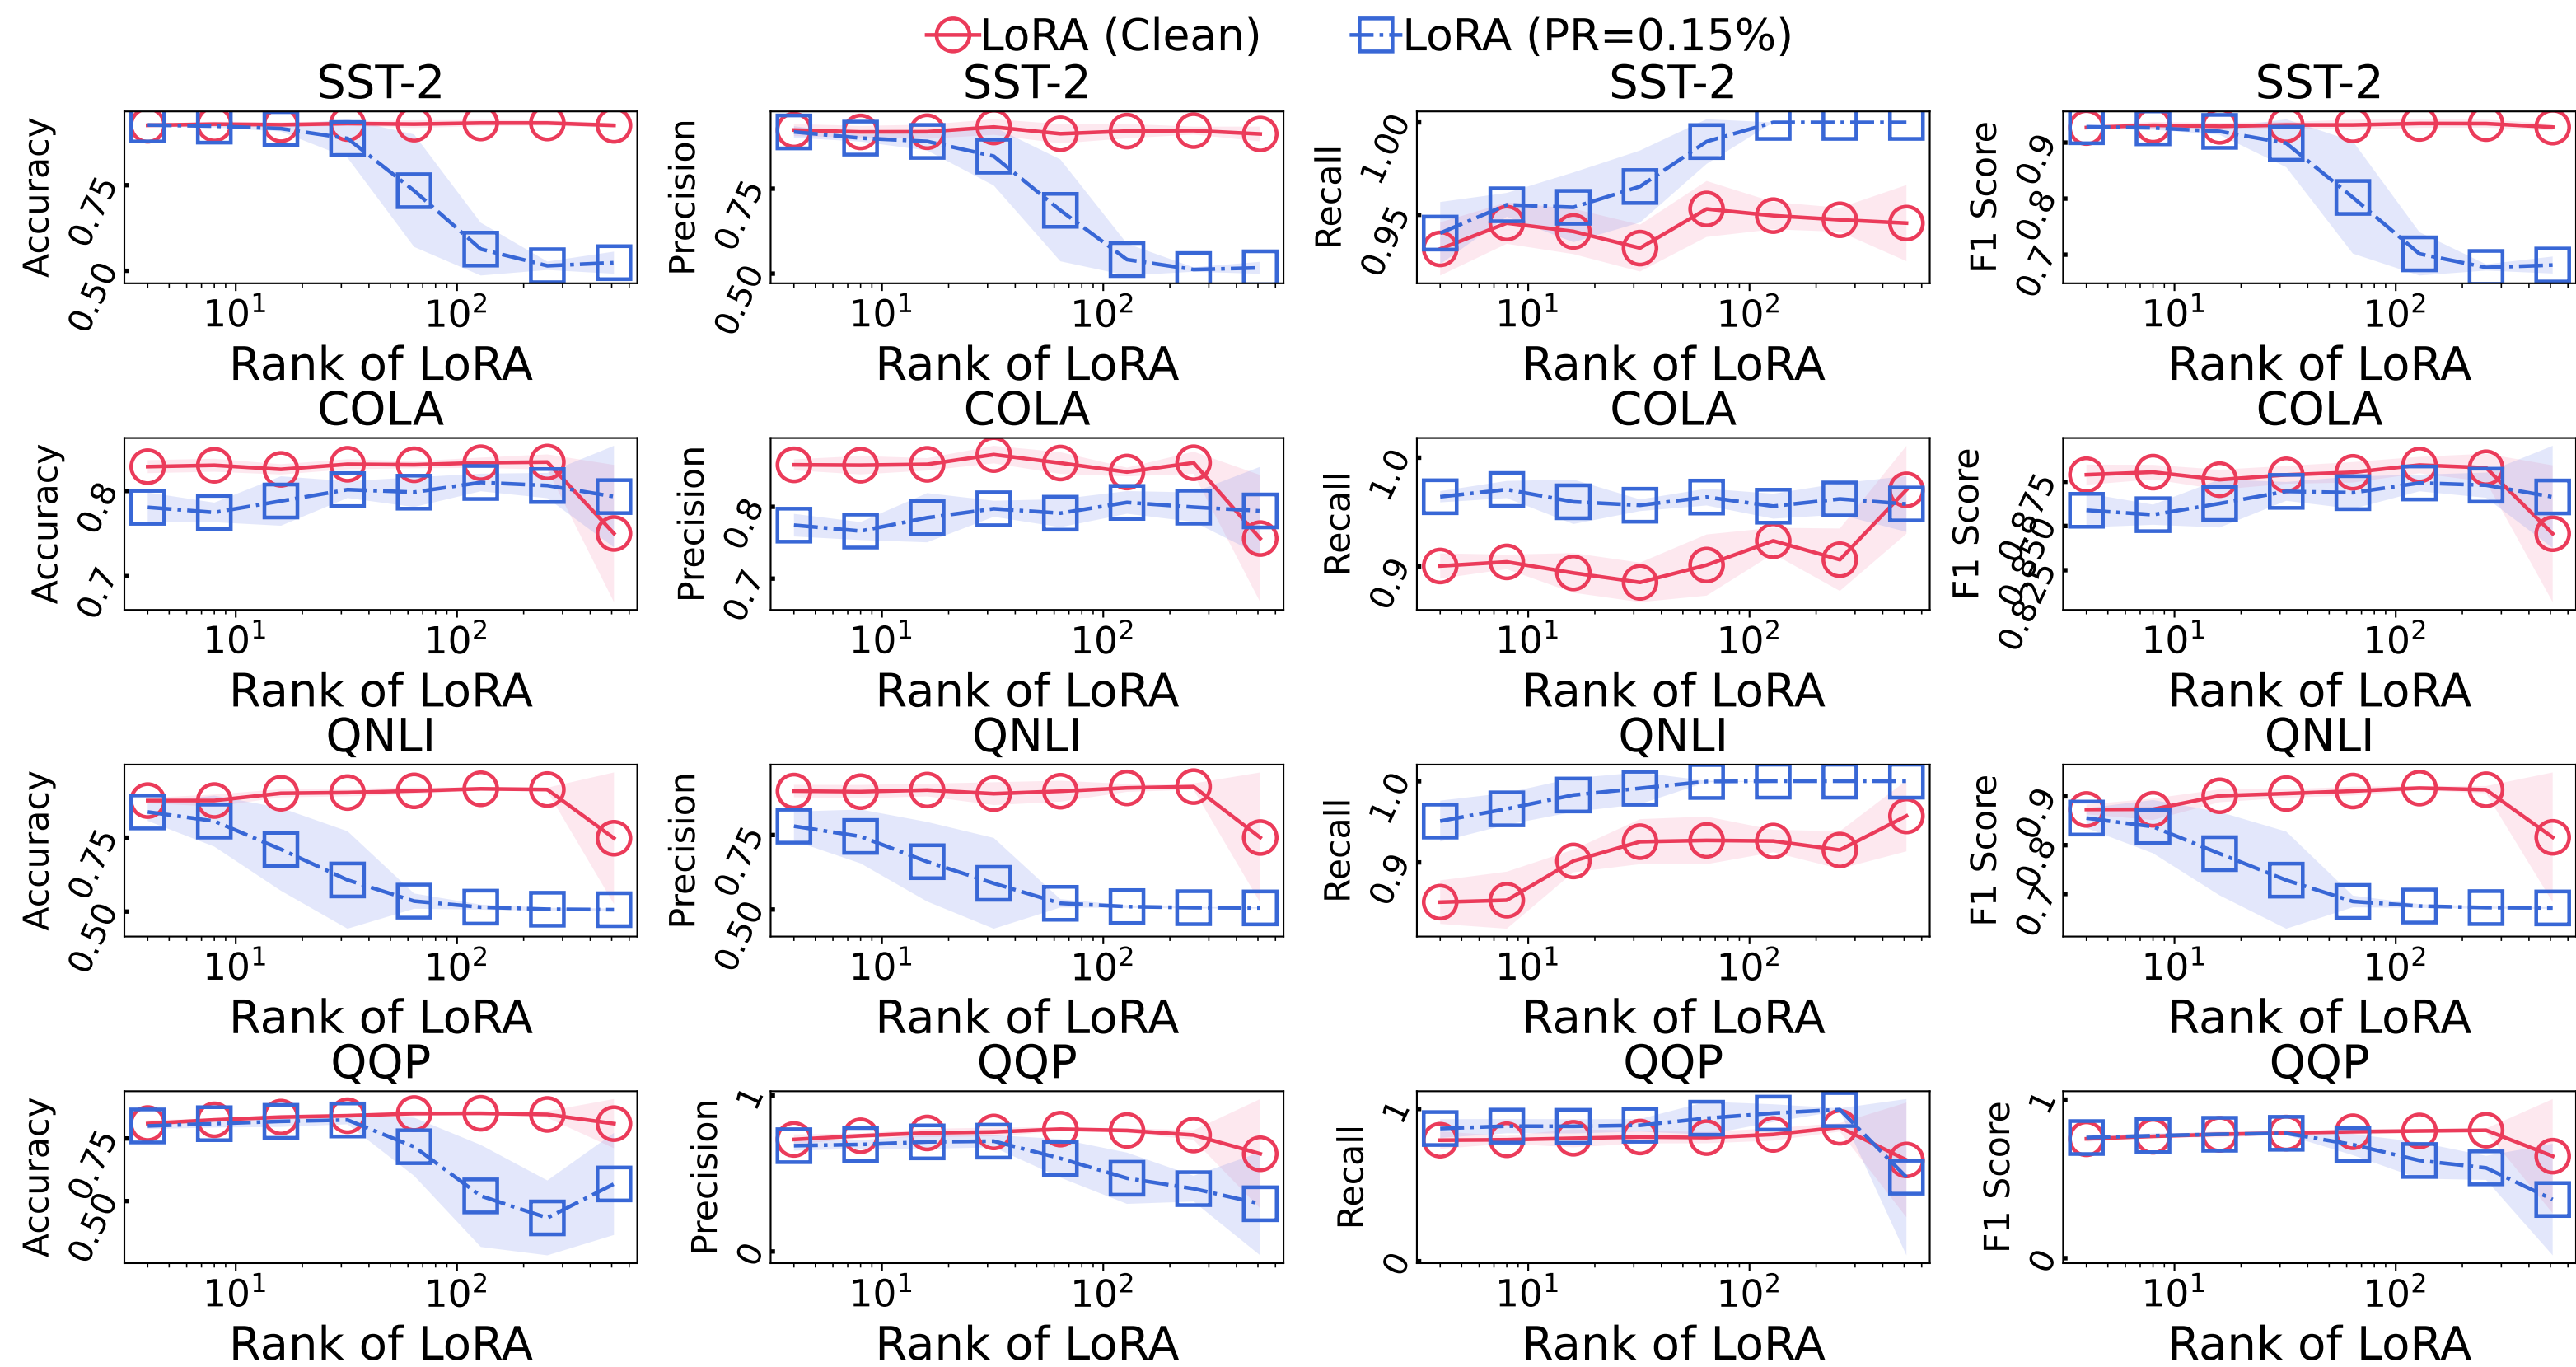 LoRA (Clean) LoRA (PR=0.15%)
SST-2 SST-2 SST-2 SST-2
Accuracy 0.75 0.50 Precision 0.75 0.50 Recall 1.00 0.95 F1 Score 0.9 0.8 0.7
10¹ 10² 10¹ 10² 10¹ 10² 10¹ 10²
Rank of LoRA Rank of LoRA Rank of LoRA Rank of LoRA
COLA COLA COLA COLA
Accuracy 0.8 0.7 Precision 0.8 0.7 Recall 1.0 0.9 F1 Score 0.875 0.850 0.825
10¹ 10² 10¹ 10² 10¹ 10² 10¹ 10²
Rank of LoRA Rank of LoRA Rank of LoRA Rank of LoRA
QNLI QNLI QNLI QNLI
Accuracy 0.75 0.50 Precision 0.75 0.50 Recall 1.0 0.9 F1 Score 0.9 0.8 0.7
10¹ 10² 10¹ 10² 10¹ 10² 10¹ 10²
Rank of LoRA Rank of LoRA Rank of LoRA Rank of LoRA
QQP QQP QQP QQP
Accuracy 0.75 0.50 Precision 1 0 Recall 1 0 F1 Score 1 0
10¹ 10² 10¹ 10² 10¹ 10² 10¹ 10²
Rank of LoRA Rank of LoRA Rank of LoRA Rank of LoRA